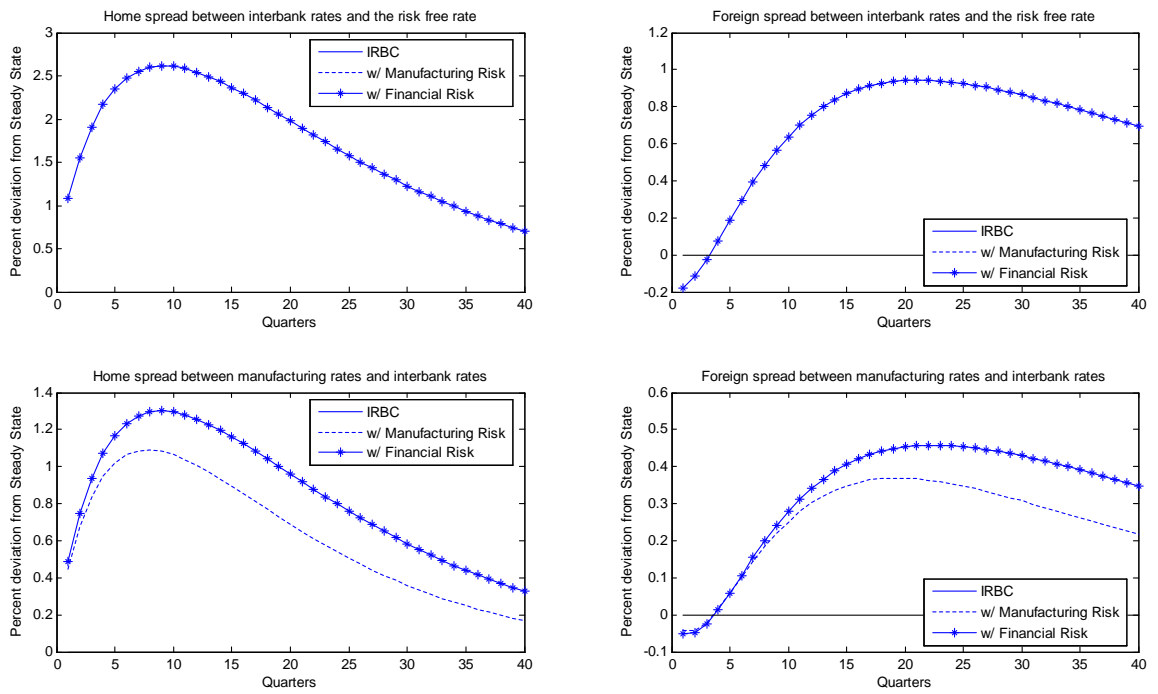 Home spread between interbank rates and the risk free rate
Percent deviation from Steady State
3
2.5
2
1.5
1
0.5
0
IRBC
w/ Manufacturing Risk
w/ Financial Risk
0 5 10 15 20 25 30 35 40
Quarters
Foreign spread between interbank rates and the risk free rate
Percent deviation from Steady State
1.2
1
0.8
0.6
0.4
0.2
0
-0.2
IRBC
w/ Manufacturing Risk
w/ Financial Risk
0 5 10 15 20 25 30 35 40
Quarters
Home spread between manufacturing rates and interbank rates
Percent deviation from Steady State
1.4
1.2
1
0.8
0.6
0.4
0.2
0
IRBC
w/ Manufacturing Risk
w/ Financial Risk
0 5 10 15 20 25 30 35 40
Quarters
Foreign spread between manufacturing rates and interbank rates
Percent deviation from Steady State
0.6
0.5
0.4
0.3
0.2
0.1
0
-0.1
IRBC
w/ Manufacturing Risk
w/ Financial Risk
0 5 10 15 20 25 30 35 40
Quarters